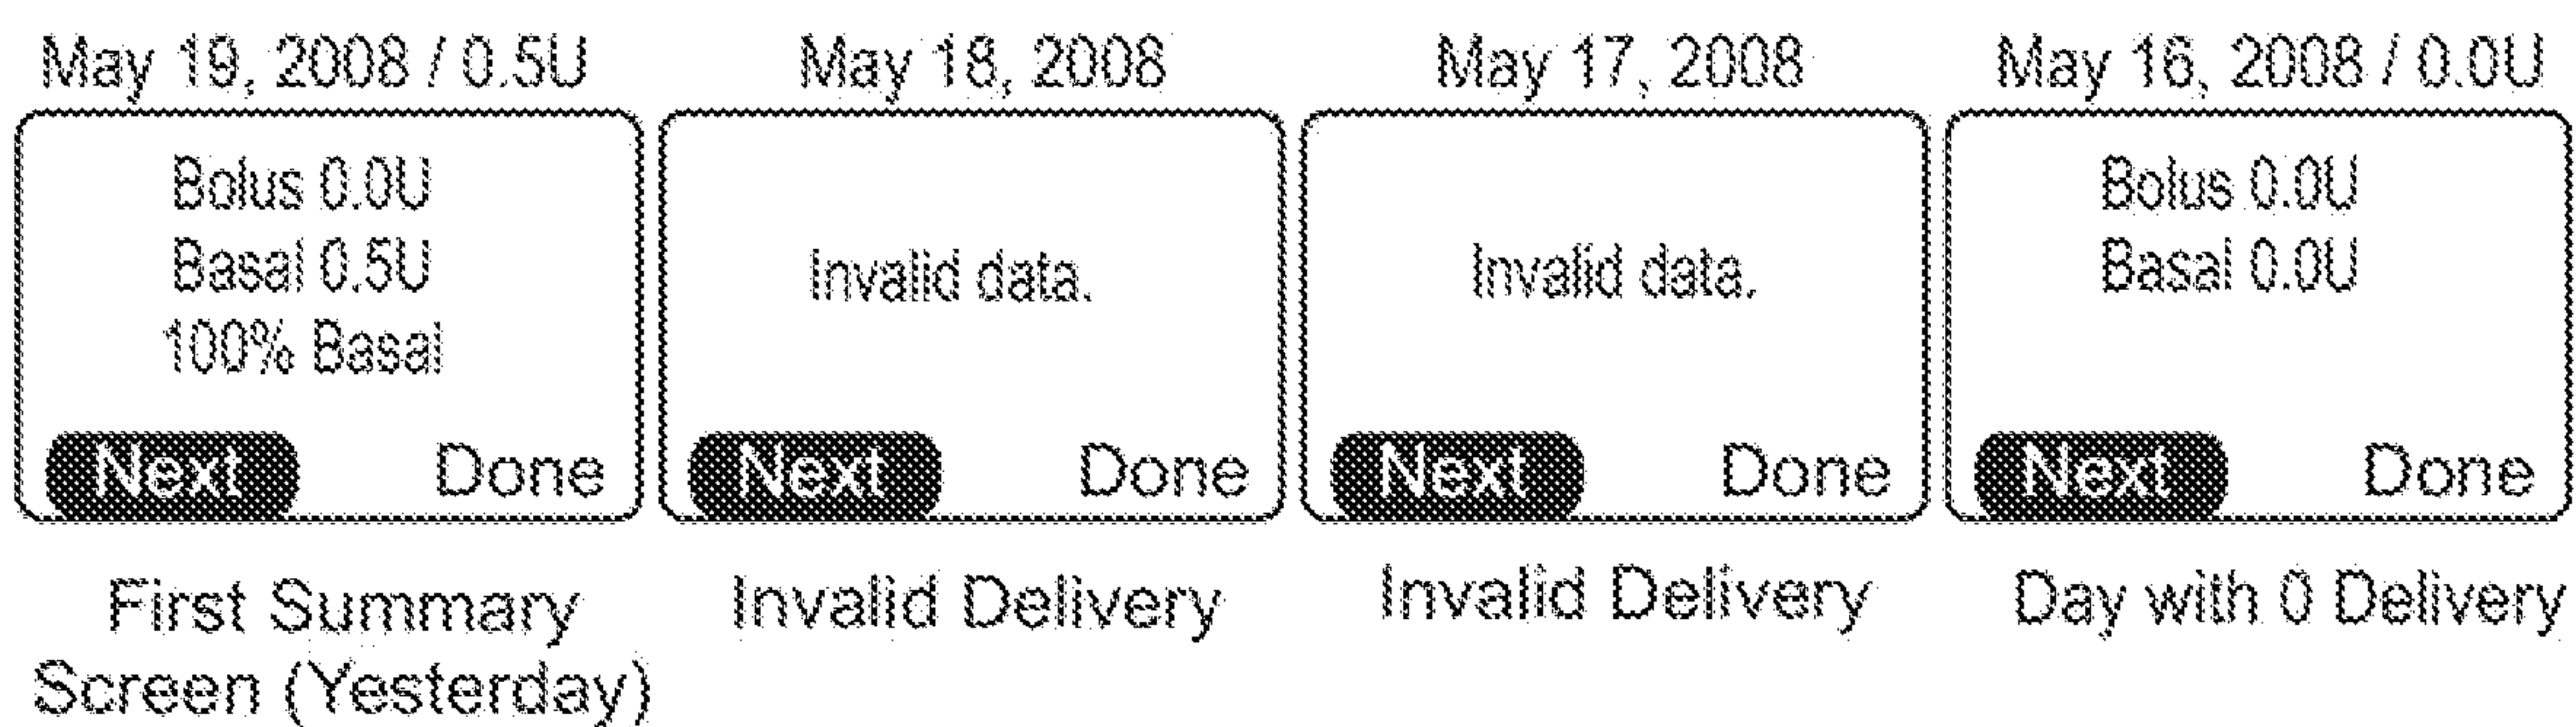 May 19, 2008 / 0.5U
Bolus 0.0U
Basal 0.5U
100% Basal
Next Done
First Summary
Screen (Yesterday)
May 18, 2008
Invalid data.
Next Done
Invalid Delivery
May 17, 2008
Invalid data.
Next Done
Invalid Delivery
May 16, 2008 / 0.0U
Bolus 0.0U
Basal 0.0U
Next Done
Day with 0 Delivery